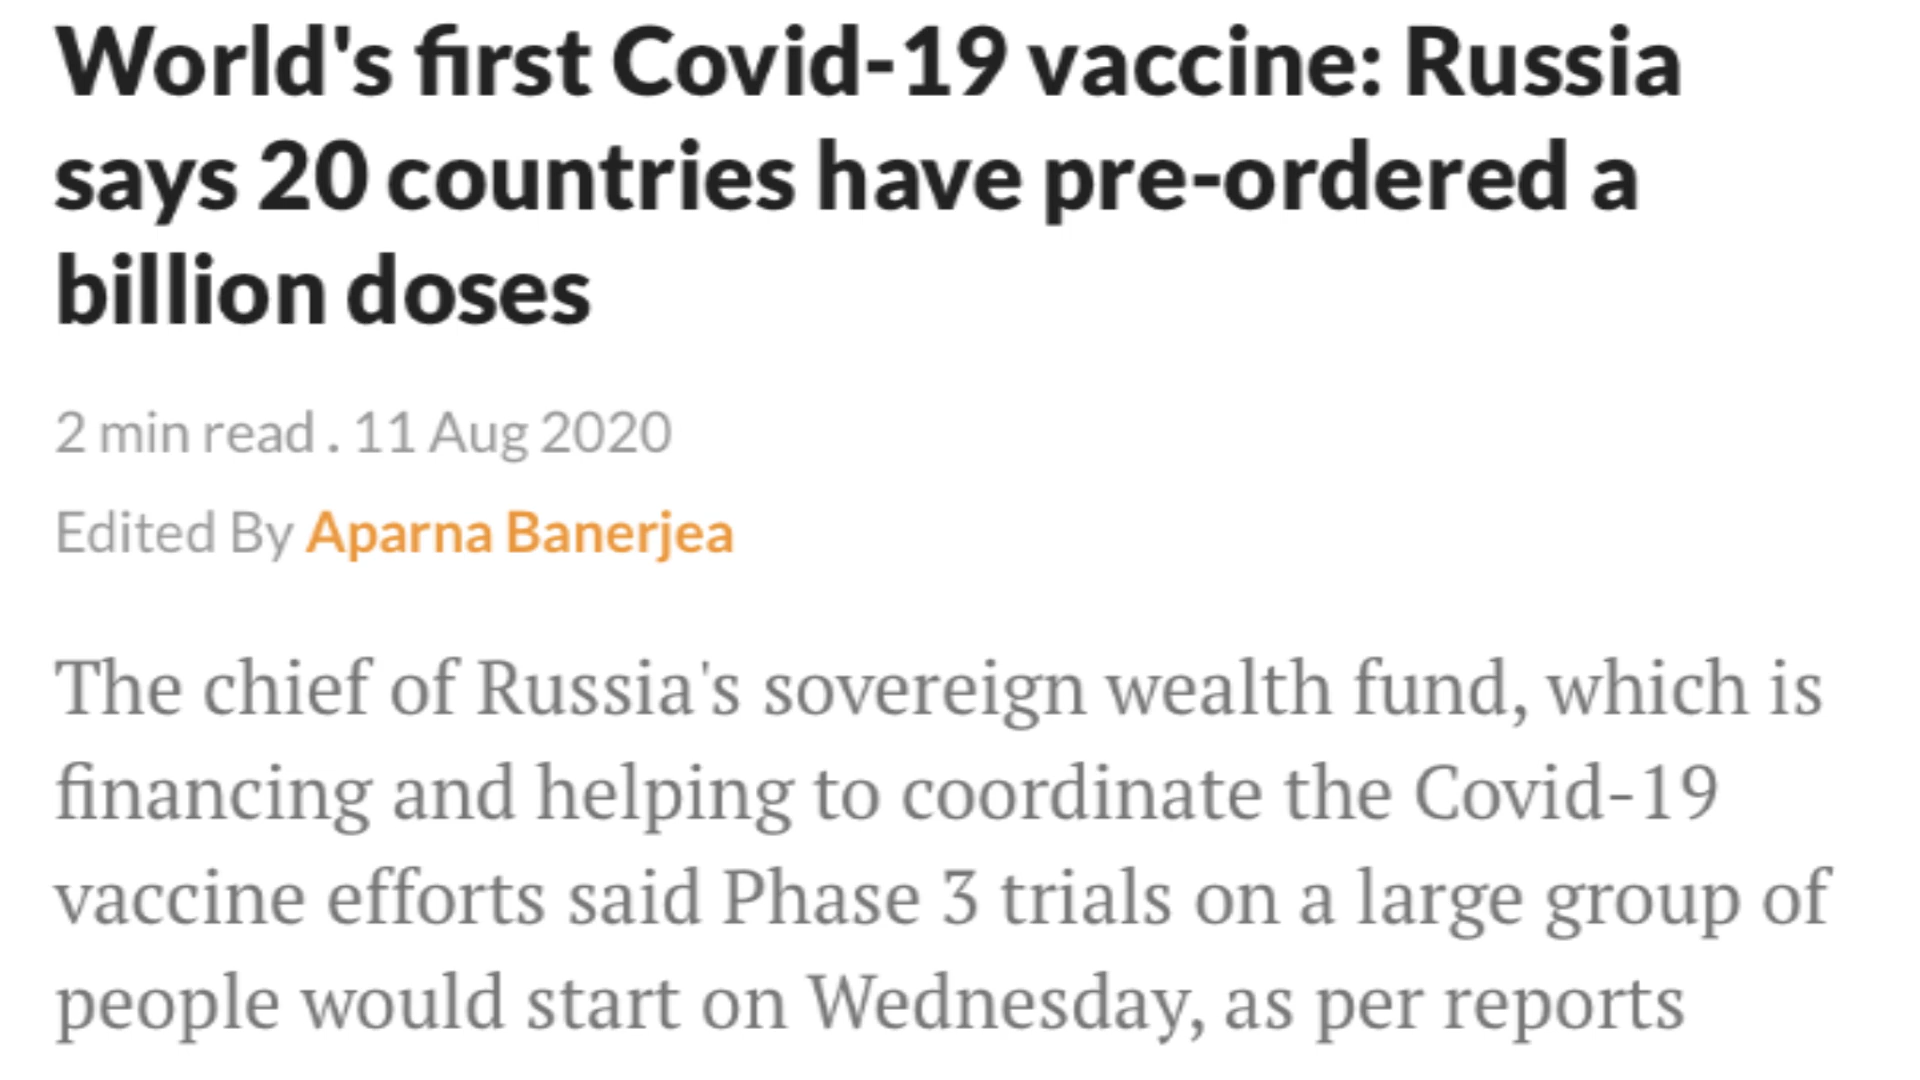 World's first Covid-19 vaccine: Russia
says 20 countries have pre-ordered a
billion doses
2 min read . 11 Aug 2020
Edited By Aparna Banerjea
The chief of Russia's sovereign wealth fund, which is
financing and helping to coordinate the Covid-19
vaccine efforts said Phase 3 trials on a large group of
people would start on Wednesday, as per reports